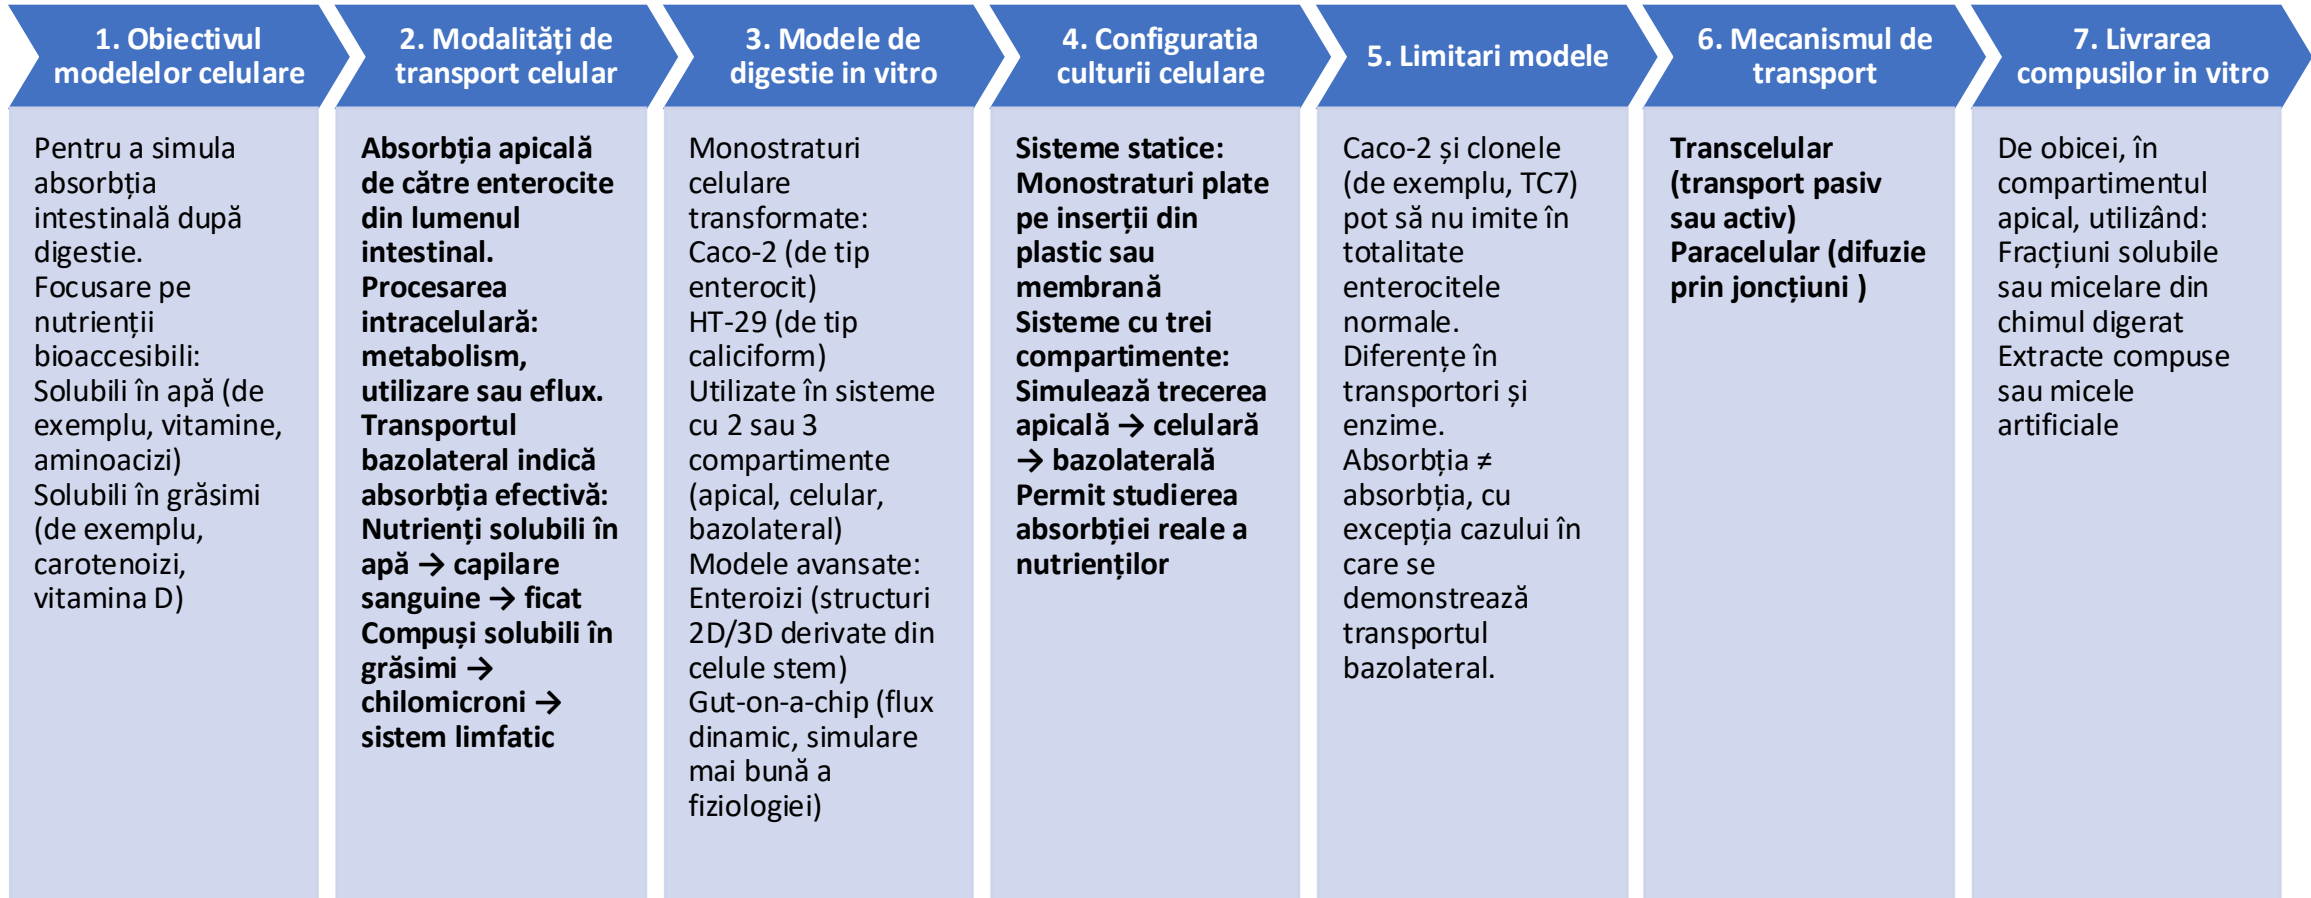 1. Obiectivul
modelelor celulare
Pentru a simula
absorbția
intestinală după
digestie.
Focusare pe
nutrienții
bioaccesibili:
Solubili în apă (de
exemplu, vitamine,
aminoacizi)
Solubili în grăsimi
(de exemplu,
carotenoizi,
vitamina D)
2. Modalități de
transport celular
Absorbția apicală
de către enterocite
din lumenul
intestinal.
Procesarea
intracelulară:
metabolism,
utilizare sau eflux.
Transportul
bazolateral indică
absorbția efectivă:
Nutrienți solubili în
apă → capilare
sanguine → ficat
Compuși solubili în
grăsimi →
chilomicroni →
sistem limfatic
3. Modele de
digestie in vitro
Monostraturi
celulare
transformate:
Caco-2 (de tip
enterocit)
HT-29 (de tip
caliciform)
Utilizate în sisteme
cu 2 sau 3
compartimente
(apical, celular,
bazolateral)
Modele avansate:
Enteroizi (structuri
2D/3D derivate din
celule stem)
Gut-on-a-chip (flux
dinamic, simulare
mai bună a
fiziologiei)
4. Configuratia
culturii celulare
Sisteme statice:
Monostraturi plate
pe inserții din
plastic sau
membrană
Sisteme cu trei
compartimente:
Simulează trecerea
apicală → celulară
→ bazolaterală
Permit studierea
absorbției reale a
nutrienților
5. Limitari modele
Caco-2 și clonele
(de exemplu, TC7)
pot să nu imite în
totalitate
enterocitele
normale.
Diferențe în
transportori și
enzime.
Absorbția ≠
absorbția, cu
excepția cazului în
care se
demonstrează
transportul
bazolateral.
6. Mecanismul de
transport
Transcelular
(transport pasiv
sau activ)
Paracelular (difuzie
prin joncțiuni )
7. Livrarea
compusilor in vitro
De obicei, în
compartimentul
apical, utilizând:
Fracțiuni solubile
sau micelare din
chimul digerat
Extracte compuse
sau micele
artificiale